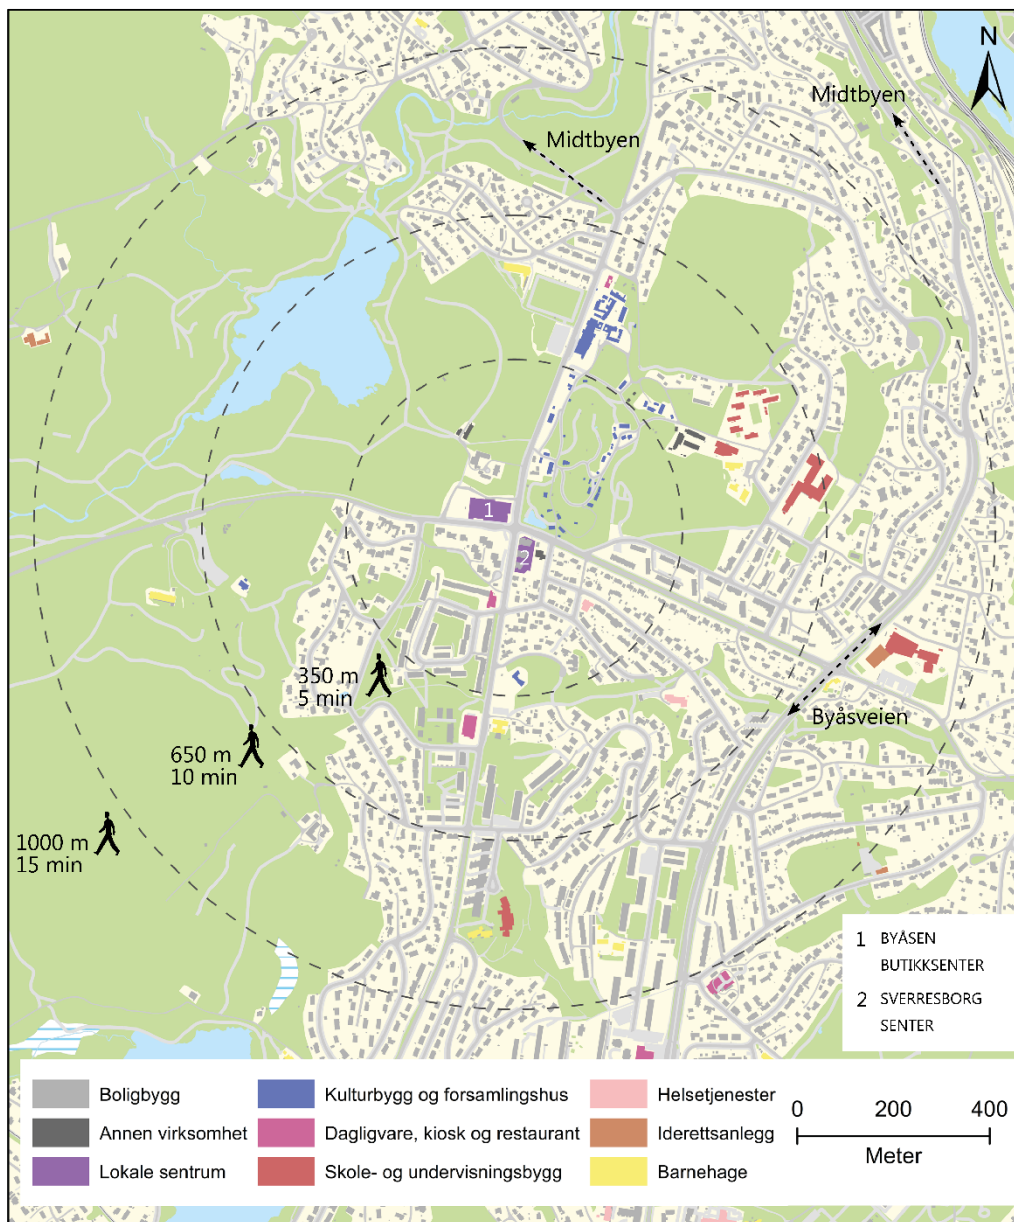 N
Midtbyen
Midtbyen
1
2
350 m
5 min
650 m
10 min
Byåsveien
1000 m
15 min
1 BYÅSEN
BUTIKKSENTER
2 SVERRESBORG
SENTER
Boligbygg
Annen virksomhet
Lokale sentrum
Kulturbygg og forsamlingshus
Dagligvare, kiosk og restaurant
Skole- og undervisningsbygg
Helsetjenester
Iderettsanlegg
Barnehage
0 200 400
Meter